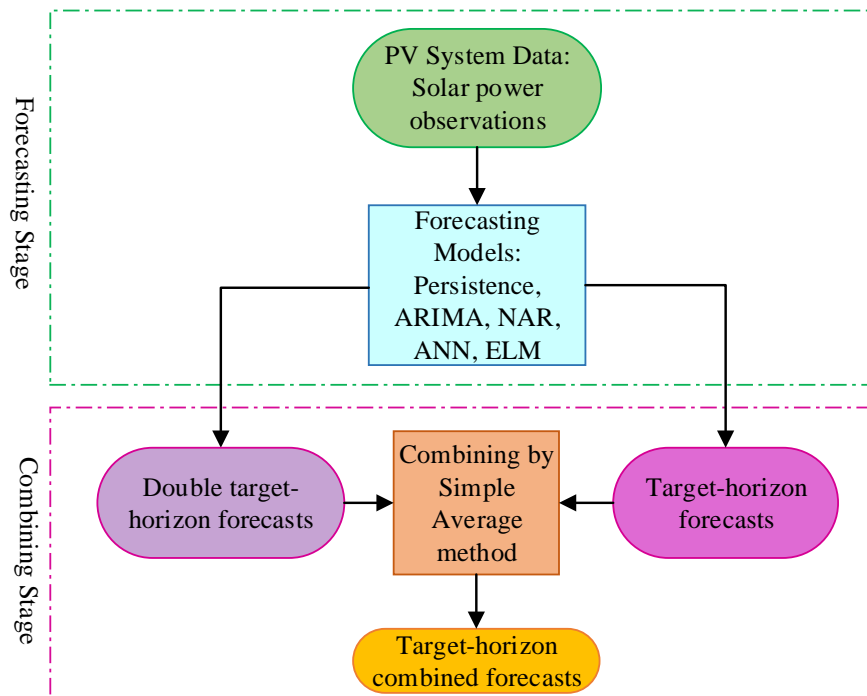 Forecasting Stage
PV System Data:
Solar power
observations
Forecasting
Models:
Persistence,
ARIMA, NAR,
ANN, ELM
Combining Stage
Double target-
horizon forecasts
Combining by
Simple
Average
method
Target-horizon
forecasts
Target-horizon
combined forecasts